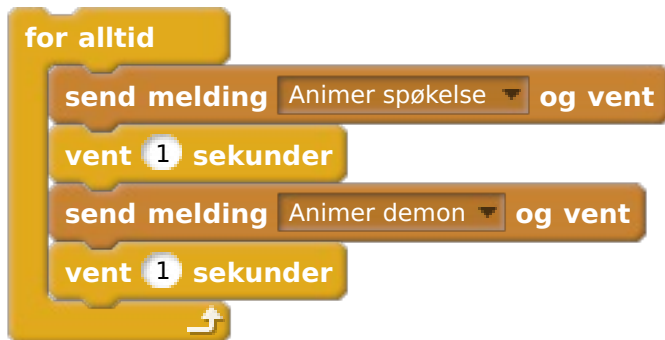 for alltid
send melding Animer spøkelse og vent
vent 1 sekunder
send melding Animer demon og vent
vent 1 sekunder